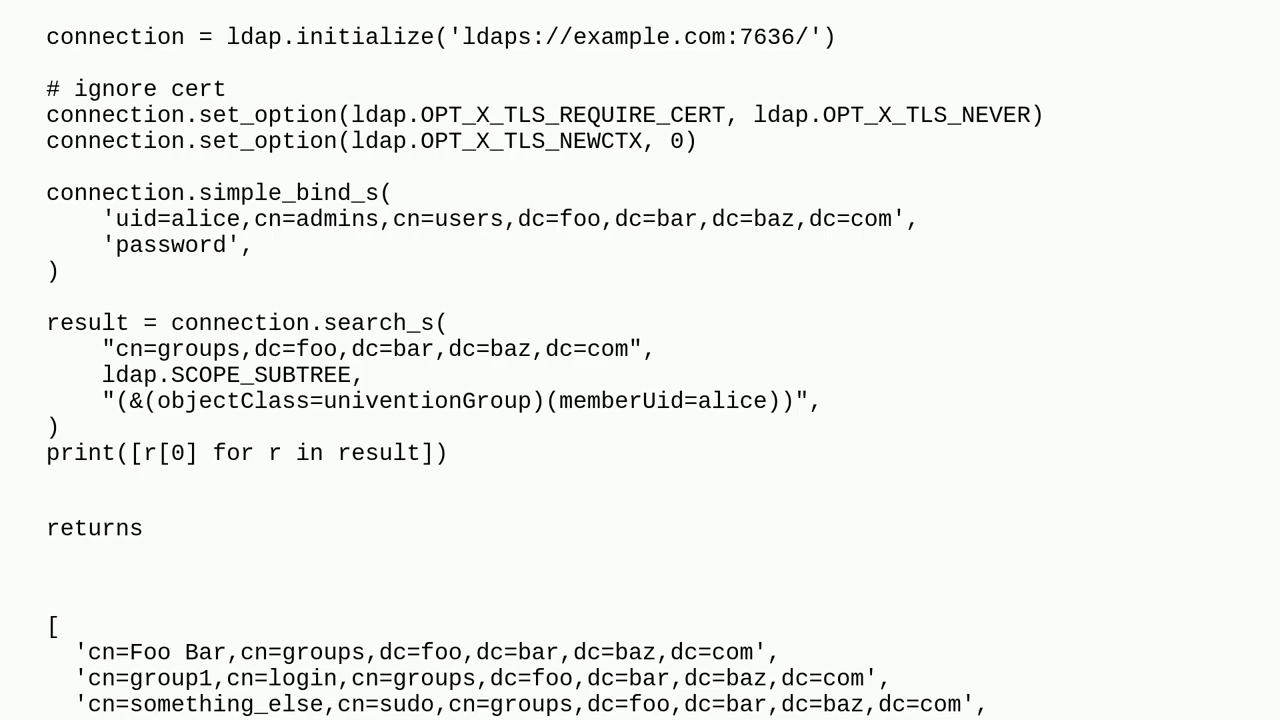 connection = ldap.initialize('ldaps://example.com:7636/')
# ignore cert
connection.set_option(ldap.OPT_X_TLS_REQUIRE_CERT, ldap.OPT_X_TLS_NEVER)
connection.set_option(ldap.OPT_X_TLS_NEWCTX, 0)
connection.simple_bind_s(
    'uid=alice,cn=admins,cn=users,dc=foo,dc=bar,dc=baz,dc=com',
    'password',
)
result = connection.search_s(
    "cn=groups,dc=foo,dc=bar,dc=baz,dc=com",
    ldap.SCOPE_SUBTREE,
    "(&(objectClass=univentionGroup)(memberUid=alice))",
)
print([r[0] for r in result])
returns
[
  'cn=Foo Bar,cn=groups,dc=foo,dc=bar,dc=baz,dc=com',
  'cn=group1,cn=login,cn=groups,dc=foo,dc=bar,dc=baz,dc=com',
  'cn=something_else,cn=sudo,cn=groups,dc=foo,dc=bar,dc=baz,dc=com',